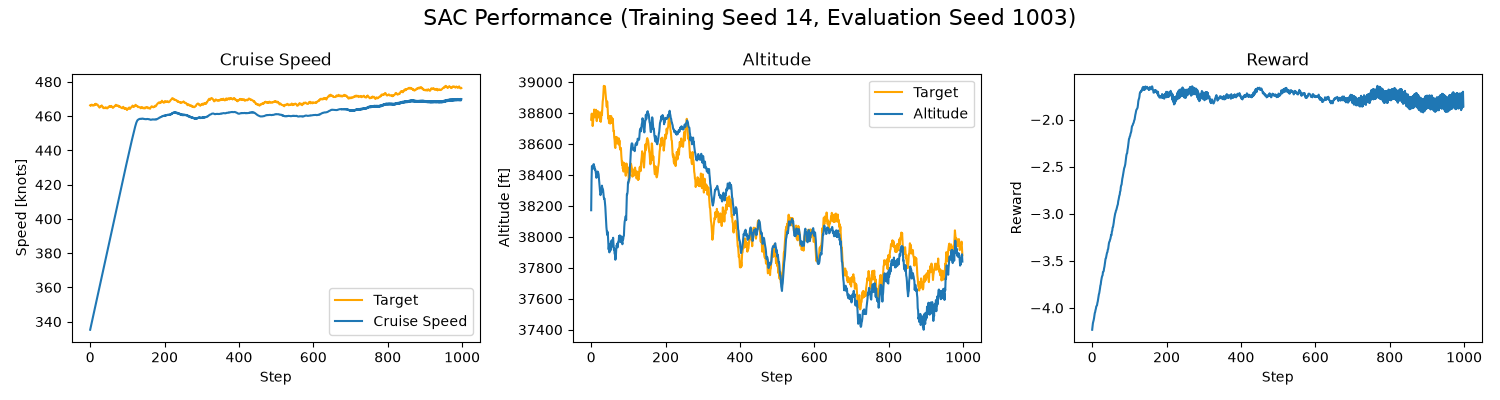 SAC Performance (Training Seed 14, Evaluation Seed 1003)
Cruise Speed
480
460
440
420
400
380
360
340
Speed [knots]
Target
Cruise Speed
0 200 400 600 800 1000
Step
Altitude
39000
38800
38600
38400
38200
38000
37800
37600
37400
Altitude [ft]
Target
Altitude
0 200 400 600 800 1000
Step
Reward
−2.0
−2.5
−3.0
−3.5
−4.0
Reward
0 200 400 600 800 1000
Step